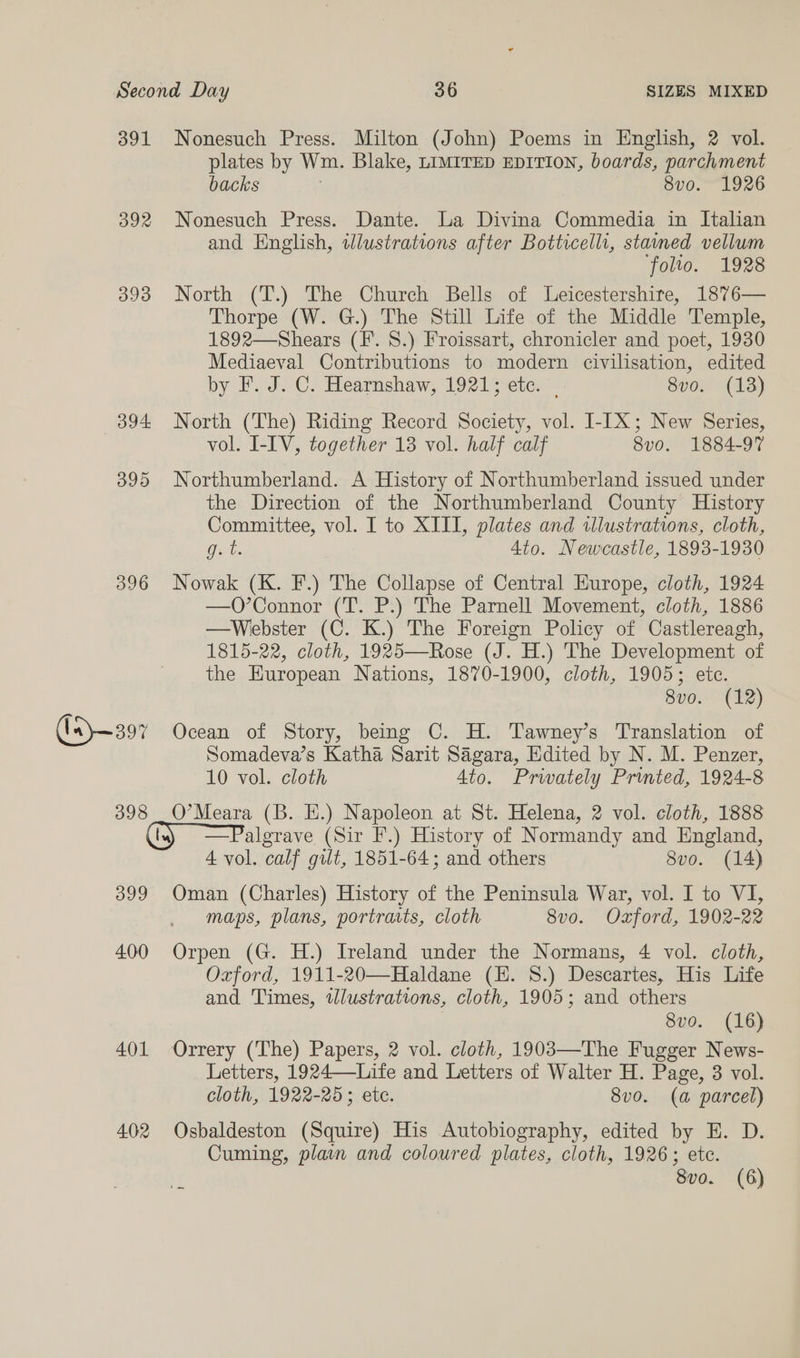 Second Day 36 SIZES MIXED
391 Nonesuch Press. Milton (John) Poems in English, 2 vol.
plates by Wm. Blake, LIMITED EDITION, boards, parchment
backs 8vo. 1926
392 Nonesuch Press. Dante. La Divina Commedia in Italian
and English, illustrations after Botticelli, stained vellum
folio. 1928
393 North (T.) The Church Bells of Leicestershire, 1876—
Thorpe (W. G.) The Still Life of the Middle Temple,
1892—Shears (F. S.) Froissart, chronicler and poet, 1930
Mediaeval Contributions to modern civilisation, edited
by F. J. C. Hearnshaw, 1921; etc. 8vo. (13)
394 North (The) Riding Record Society, vol. I-IX; New Series,
vol. I-IV, together 13 vol. half calf 8vo. 1884-97
395 Northumberland. A History of Northumberland issued under
the Direction of the Northumberland County History
Committee, vol. I to XIII, plates and illustrations, cloth,
g. t. 4to. Newcastle, 1893-1930
396 Nowak (K. F.) The Collapse of Central Europe, cloth, 1924
—O'Connor (T. P.) The Parnell Movement, cloth, 1886
—Webster (C. K.) The Foreign Policy of Castlereagh,
1815-22, cloth, 1925—Rose (J. H.) The Development of
the European Nations, 1870-1900, cloth, 1905; etc.
8vo. (12)
397 Ocean of Story, being C. H. Tawney's Translation of
Somadeva's Katha Sarit Sāgara, Edited by N. M. Penzer,
10 vol. cloth 4to. Privately Printed, 1924-8
398 O'Meara (B. E.) Napoleon at St. Helena, 2 vol. cloth, 1888
—Palgrave (Sir F.) History of Normandy and England,
4 vol. calf gilt, 1851-64; and others 8vo. (14)
399 Oman (Charles) History of the Peninsula War, vol. I to VI,
maps, plans, portraits, cloth 8vo. Oxford, 1902-22
400 Orpen (G. H.) Ireland under the Normans, 4 vol. cloth,
Oxford, 1911-20—Haldane (E. S.) Descartes, His Life
and Times, illustrations, cloth, 1905; and others
8vo. (16)
401 Orrery (The) Papers, 2 vol. cloth, 1903—The Fugger News-
Letters, 1924—Life and Letters of Walter H. Page, 3 vol.
cloth, 1922-25; etc. 8vo. (a parcel)
402 Osbaldeston (Squire) His Autobiography, edited by E. D.
Cuming, plain and coloured plates, cloth, 1926; etc.
8vo. (6)